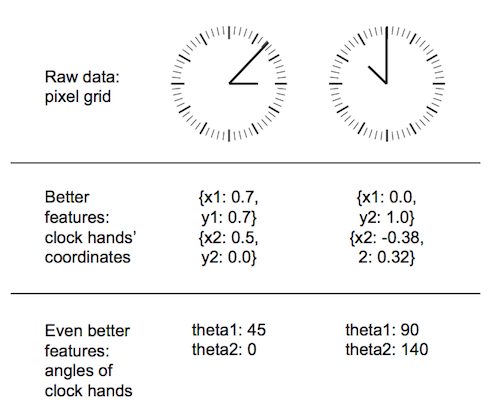 Raw data:
pixel grid
Better
features:
clock hands’
coordinates
{x1: 0.7,
y1: 0.7}
{x2: 0.5,
y2: 0.0}
{x1: 0.0,
y2: 1.0}
{x2: -0.38,
2: 0.32}
Even better
features:
angles of
clock hands
theta1: 45
theta2: 0
theta1: 90
theta2: 140